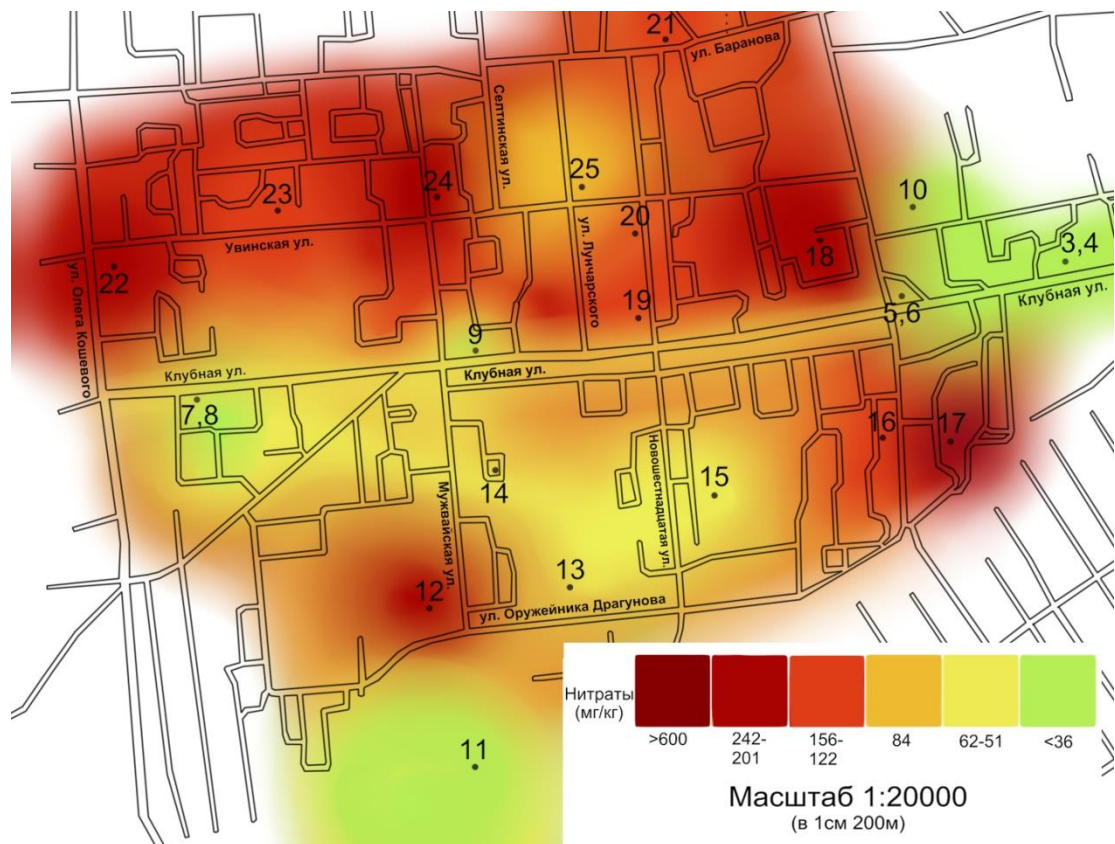 21
ул. Баранова
Селтинская ул.
25
24
23
10
20
3,4
Увинская ул.
ул. Лунчарского
18
22
ул. Олега Кошевого
19
5,6
Клубная ул.
9
Клубная ул.
Клубная ул.
7,8
16
17
Новошестнадцатая ул.
14
15
Мужвайская ул.
13
12
ул. Оружейника Драгунова
11
Нитраты
(мг/кг)
>600
242-
201
156-
122
84
62-51
<36
Масштаб 1:20000
(в 1см 200м)